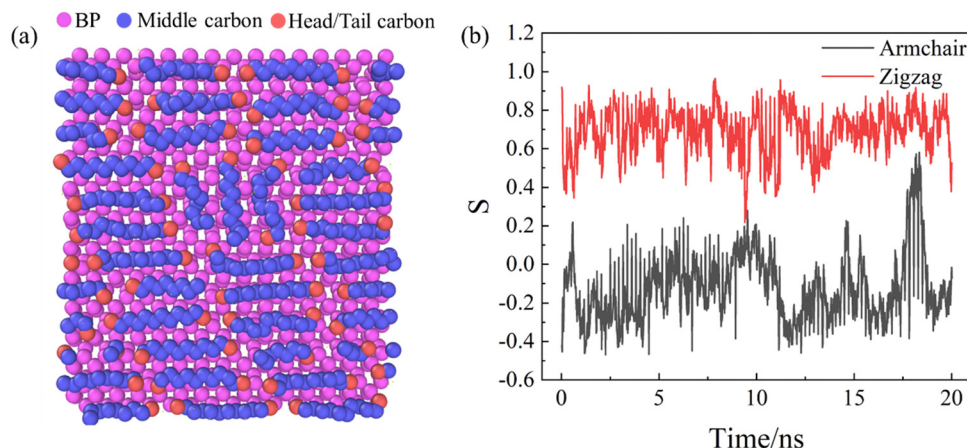 BP Middle carbon Head/Tail carbon
(a)
(b)
1.2
1.0
0.8
0.6
0.4
0.2
0.0
-0.2
-0.4
-0.6
S
Armchair
Zigzag
0 5 10 15 20
Time/ns